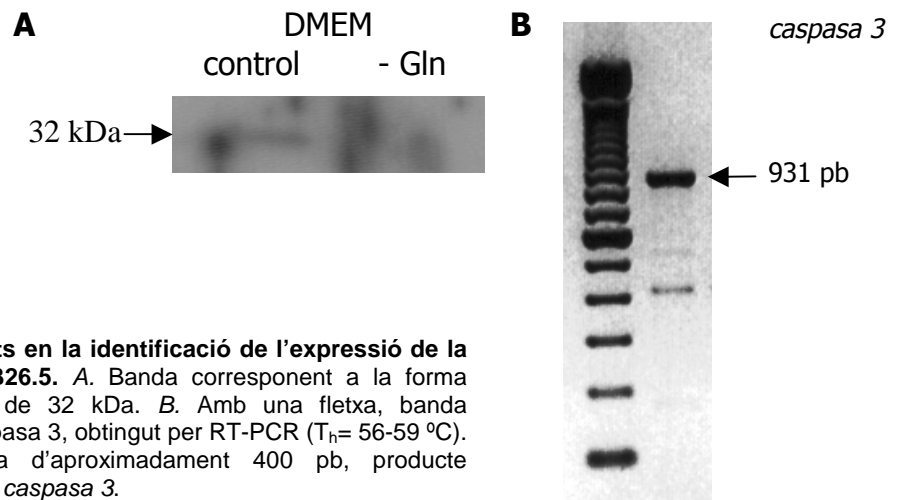 A
DMEM
control - Gln
32 kDa
B
caspasa 3
931 pb
ts en la identificació de l'expressió de la
326.5. A. Banda corresponent a la forma
de 32 kDa. B. Amb una fletxa, banda
pasa 3, obtingut per RT-PCR (Th= 56-59 ºC).
a d'aproximadament 400 pb, producte
caspasa 3.